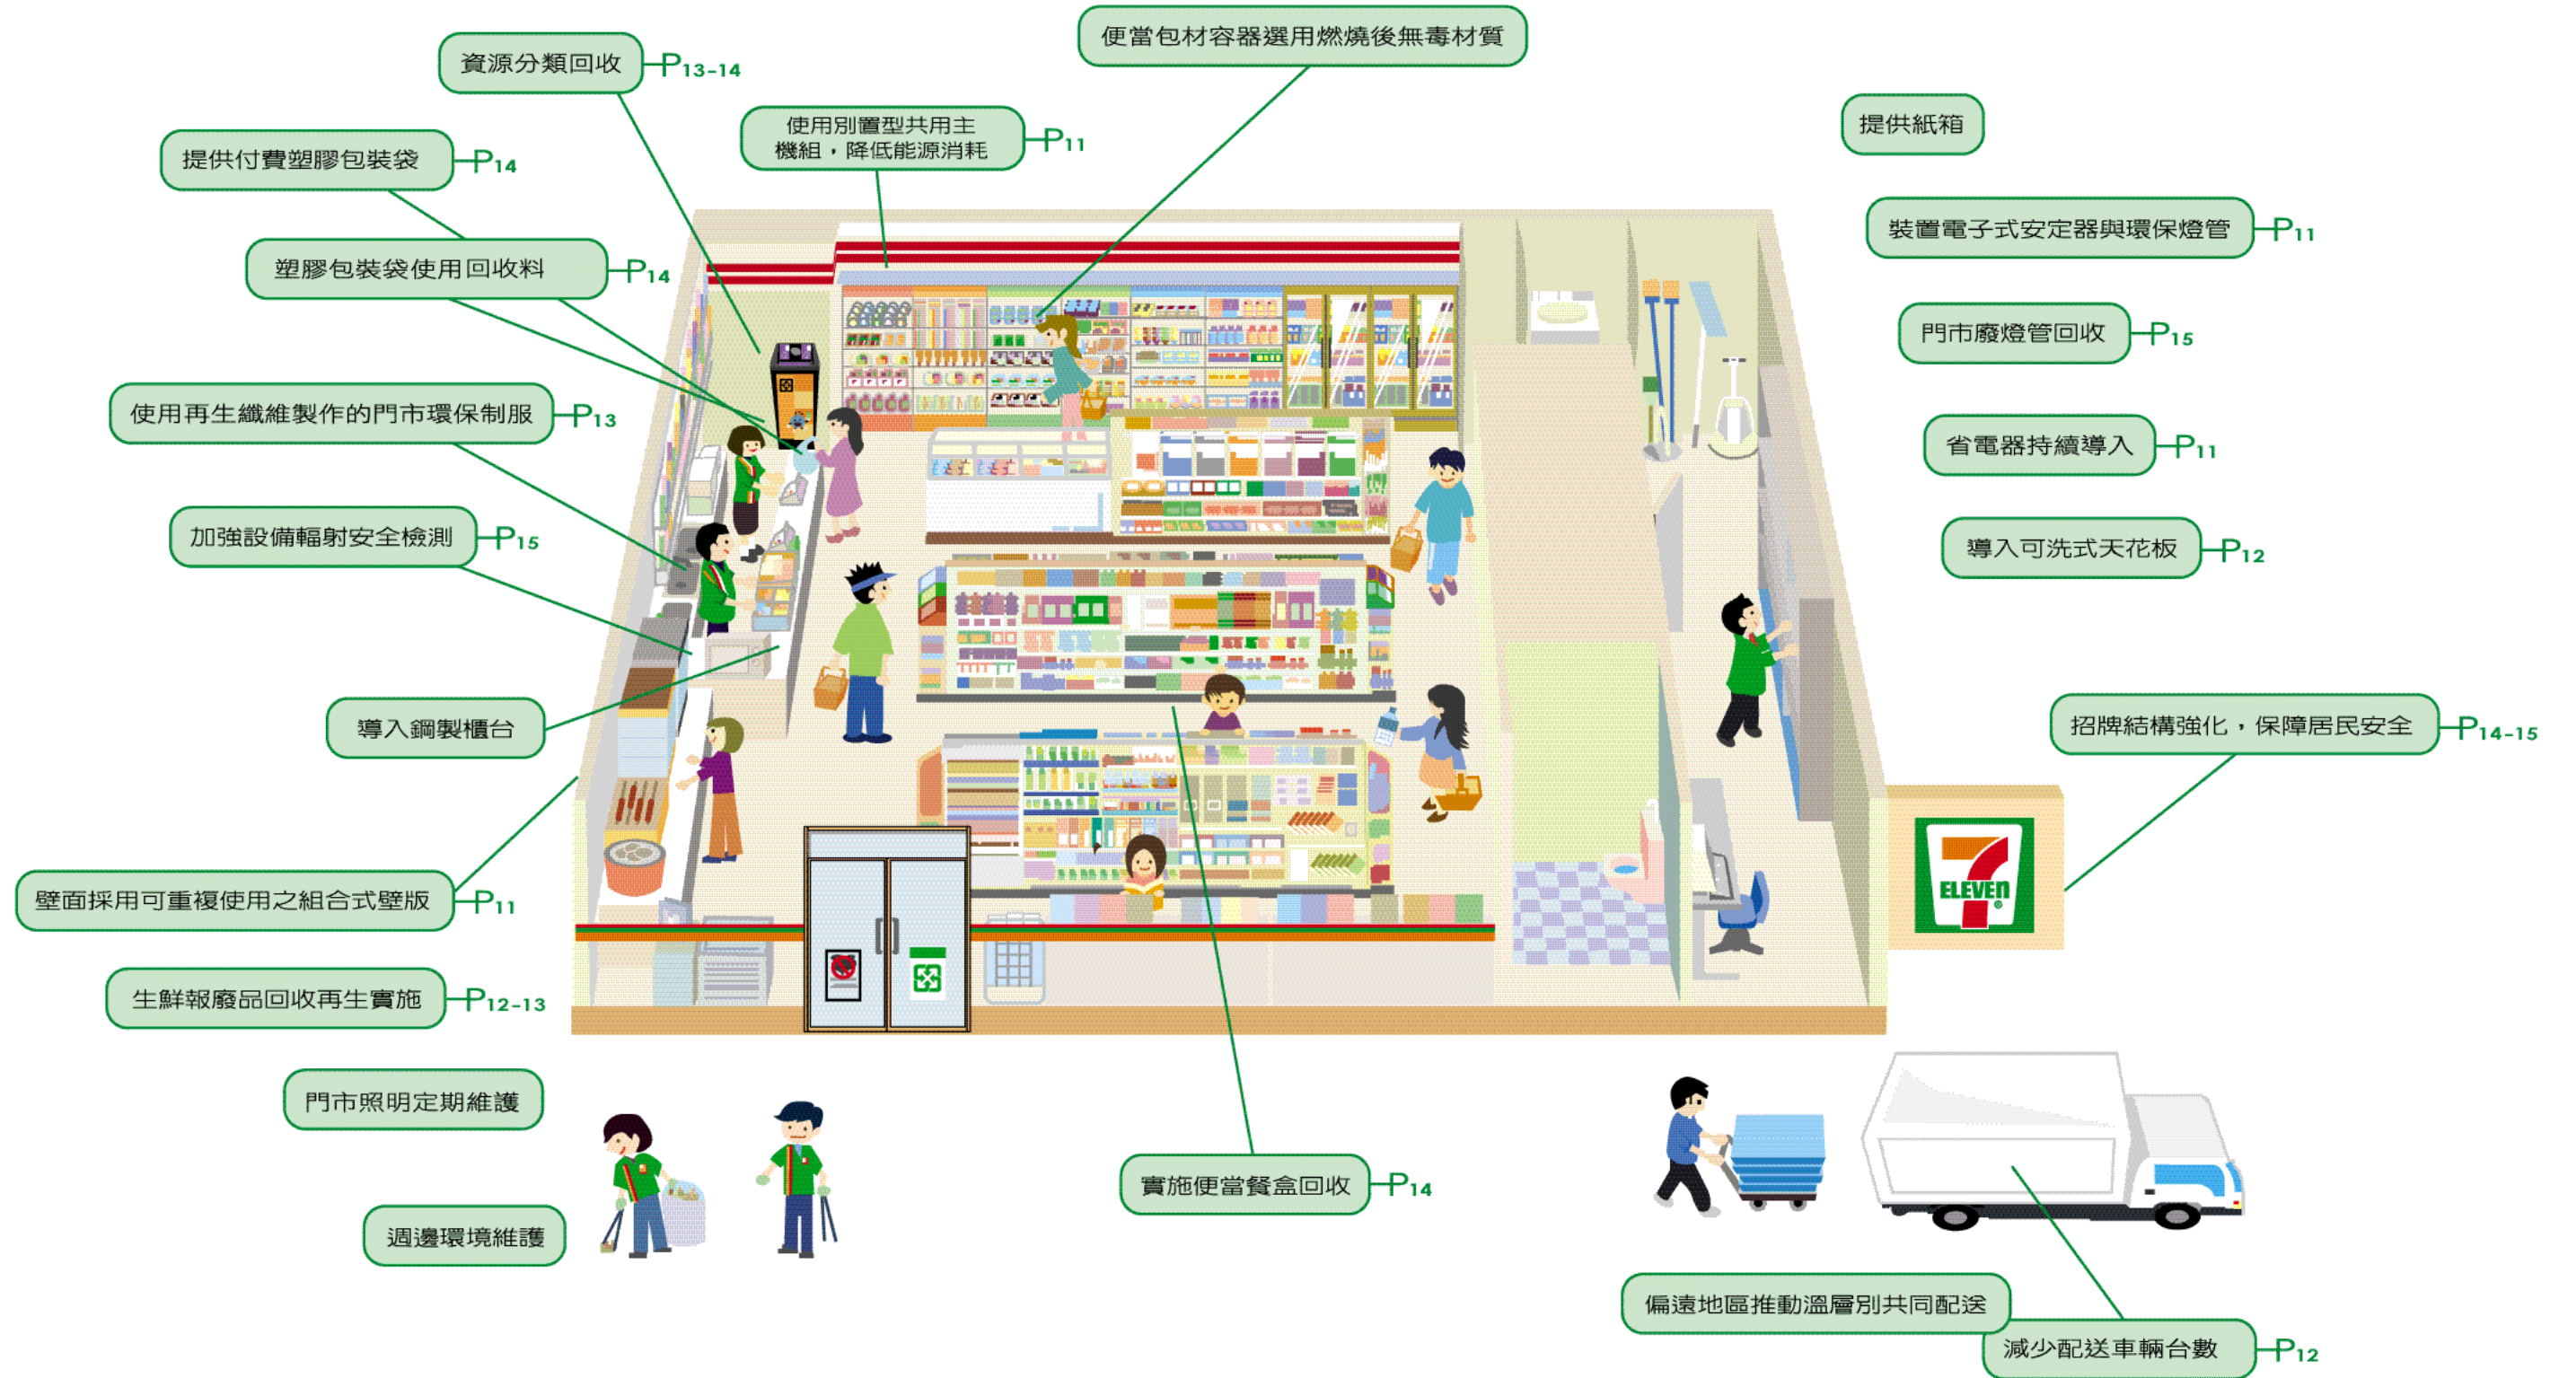 便當包材容器選用燃燒後無毒材質
資源分類回收 P13-14
使用別置型共用主
機組，降低能源消耗 P11
提供紙箱
提供付費塑膠包裝袋 P14
裝置電子式安定器與環保燈管 P11
塑膠包裝袋使用回收料 P14
門市廢燈管回收 P15
使用再生纖維製作的門市環保制服 P13
省電器持續導入 P11
加強設備輻射安全檢測 P15
導入可洗式天花板 P12
導入鋼製櫃台
招牌結構強化，保障居民安全 P14-15
壁面採用可重複使用之組合式壁版 P11
7
ELEVEn
®
生鮮報廢品回收再生實施 P12-13
門市照明定期維護
實施便當餐盒回收 P14
週邊環境維護
偏遠地區推動溫層別共同配送
減少配送車輛台數 P12